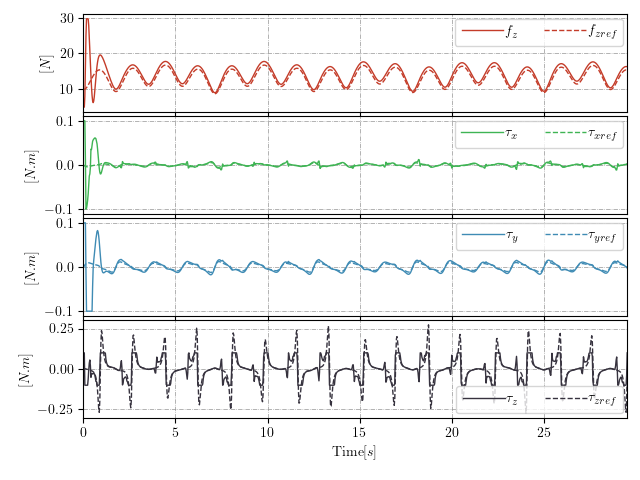 30
20
10
[N]
f_z f_zref
0.1
0.0
−0.1
[N.m]
τ_x τ_xref
0.1
0.0
−0.1
[N.m]
τ_y τ_yref
0.25
0.00
−0.25
[N.m]
τ_z τ_zref
0 5 10 15 20 25
Time[s]